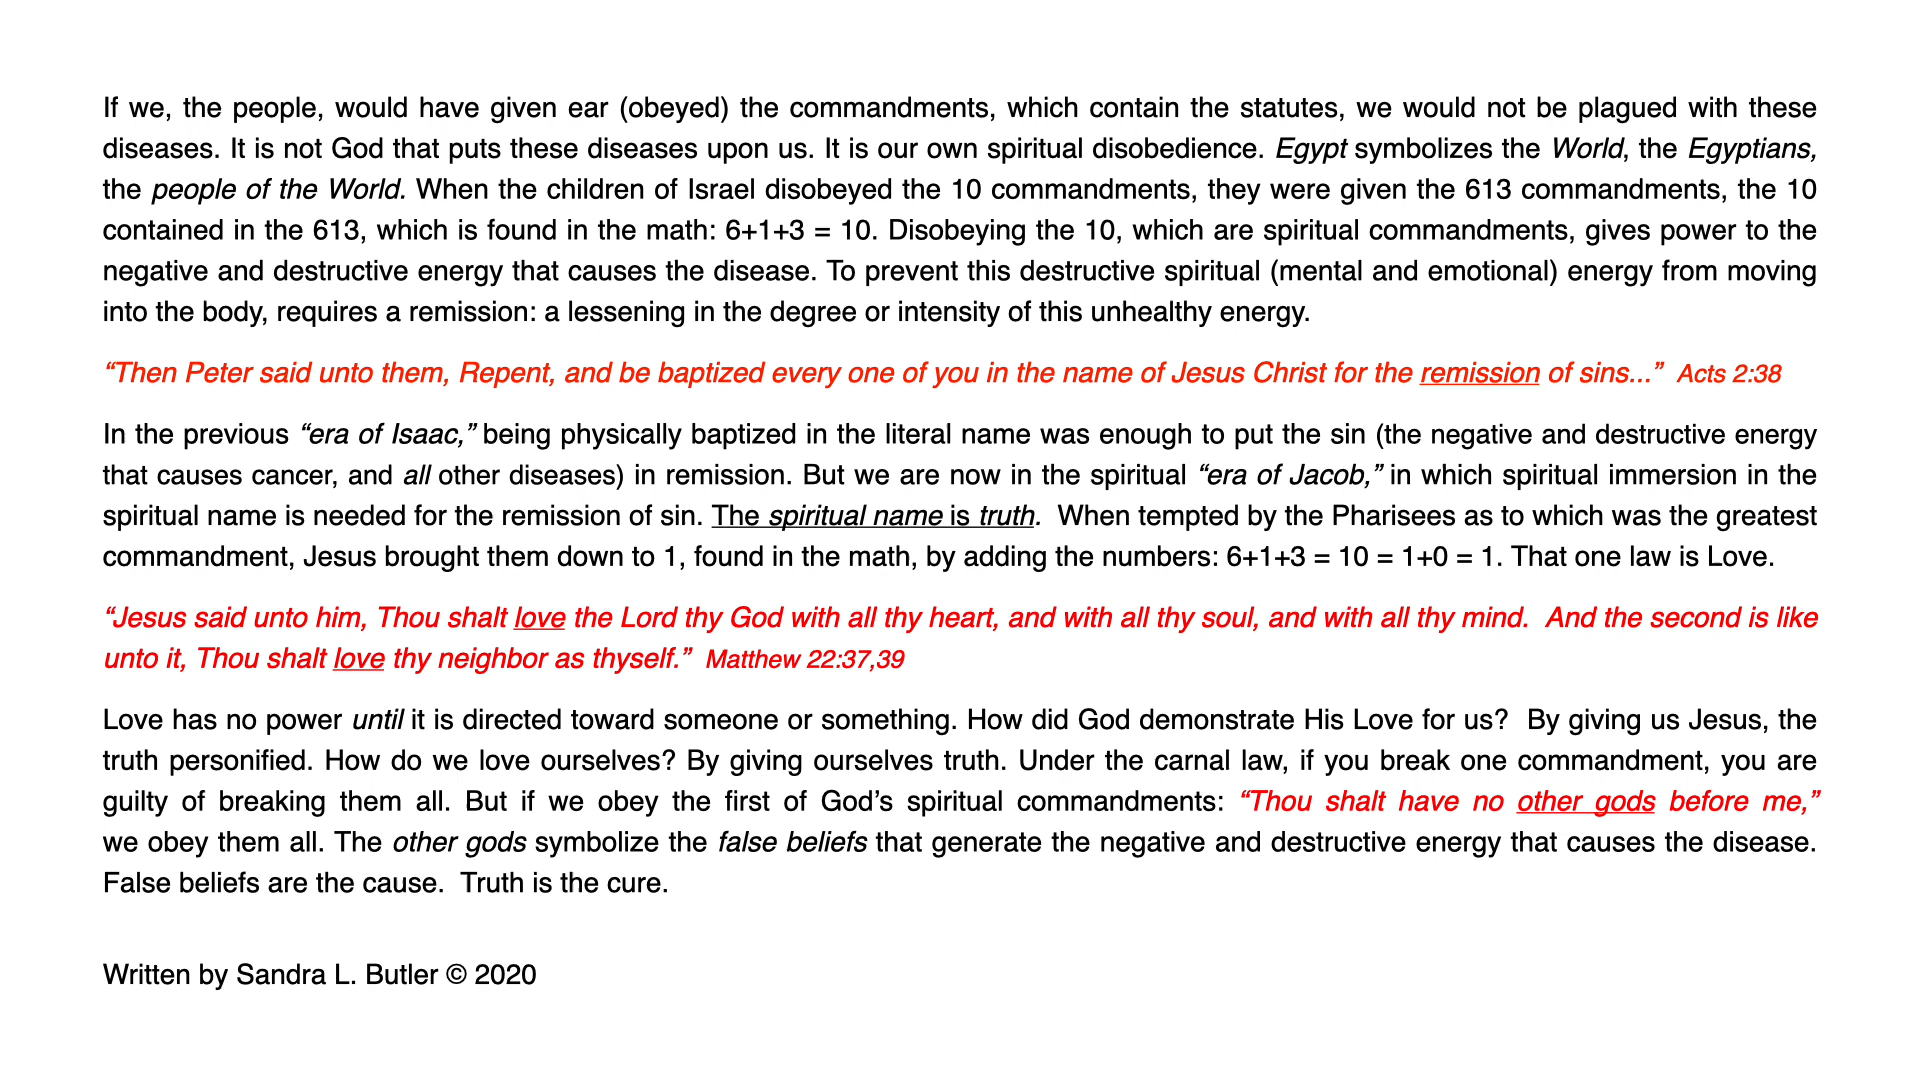 If we, the people, would have given ear (obeyed) the commandments, which contain the statutes, we would not be plagued with these
diseases. It is not God that puts these diseases upon us. It is our own spiritual disobedience. Egypt symbolizes the World, the Egyptians,
the people of the World. When the children of Israel disobeyed the 10 commandments, they were given the 613 commandments, the 10
contained in the 613, which is found in the math: 6+1+3 = 10. Disobeying the 10, which are spiritual commandments, gives power to the
negative and destructive energy that causes the disease. To prevent this destructive spiritual (mental and emotional) energy from moving
into the body, requires a remission: a lessening in the degree or intensity of this unhealthy energy.
“Then Peter said unto them, Repent, and be baptized every one of you in the name of Jesus Christ for the remission of sins...”  Acts 2:38
In the previous “era of Isaac,” being physically baptized in the literal name was enough to put the sin (the negative and destructive energy
that causes cancer, and all other diseases) in remission. But we are now in the spiritual “era of Jacob,” in which spiritual immersion in the
spiritual name is needed for the remission of sin. The spiritual name is truth.  When tempted by the Pharisees as to which was the greatest
commandment, Jesus brought them down to 1, found in the math, by adding the numbers: 6+1+3 = 10 = 1+0 = 1. That one law is Love.
“Jesus said unto him, Thou shalt love the Lord thy God with all thy heart, and with all thy soul, and with all thy mind.  And the second is like
unto it, Thou shalt love thy neighbor as thyself.”  Matthew 22:37,39
Love has no power until it is directed toward someone or something. How did God demonstrate His Love for us?  By giving us Jesus, the
truth personified. How do we love ourselves? By giving ourselves truth. Under the carnal law, if you break one commandment, you are
guilty of breaking them all. But if we obey the first of God’s spiritual commandments: “Thou shalt have no other gods before me,”
we obey them all. The other gods symbolize the false beliefs that generate the negative and destructive energy that causes the disease.
False beliefs are the cause.  Truth is the cure.
Written by Sandra L. Butler © 2020